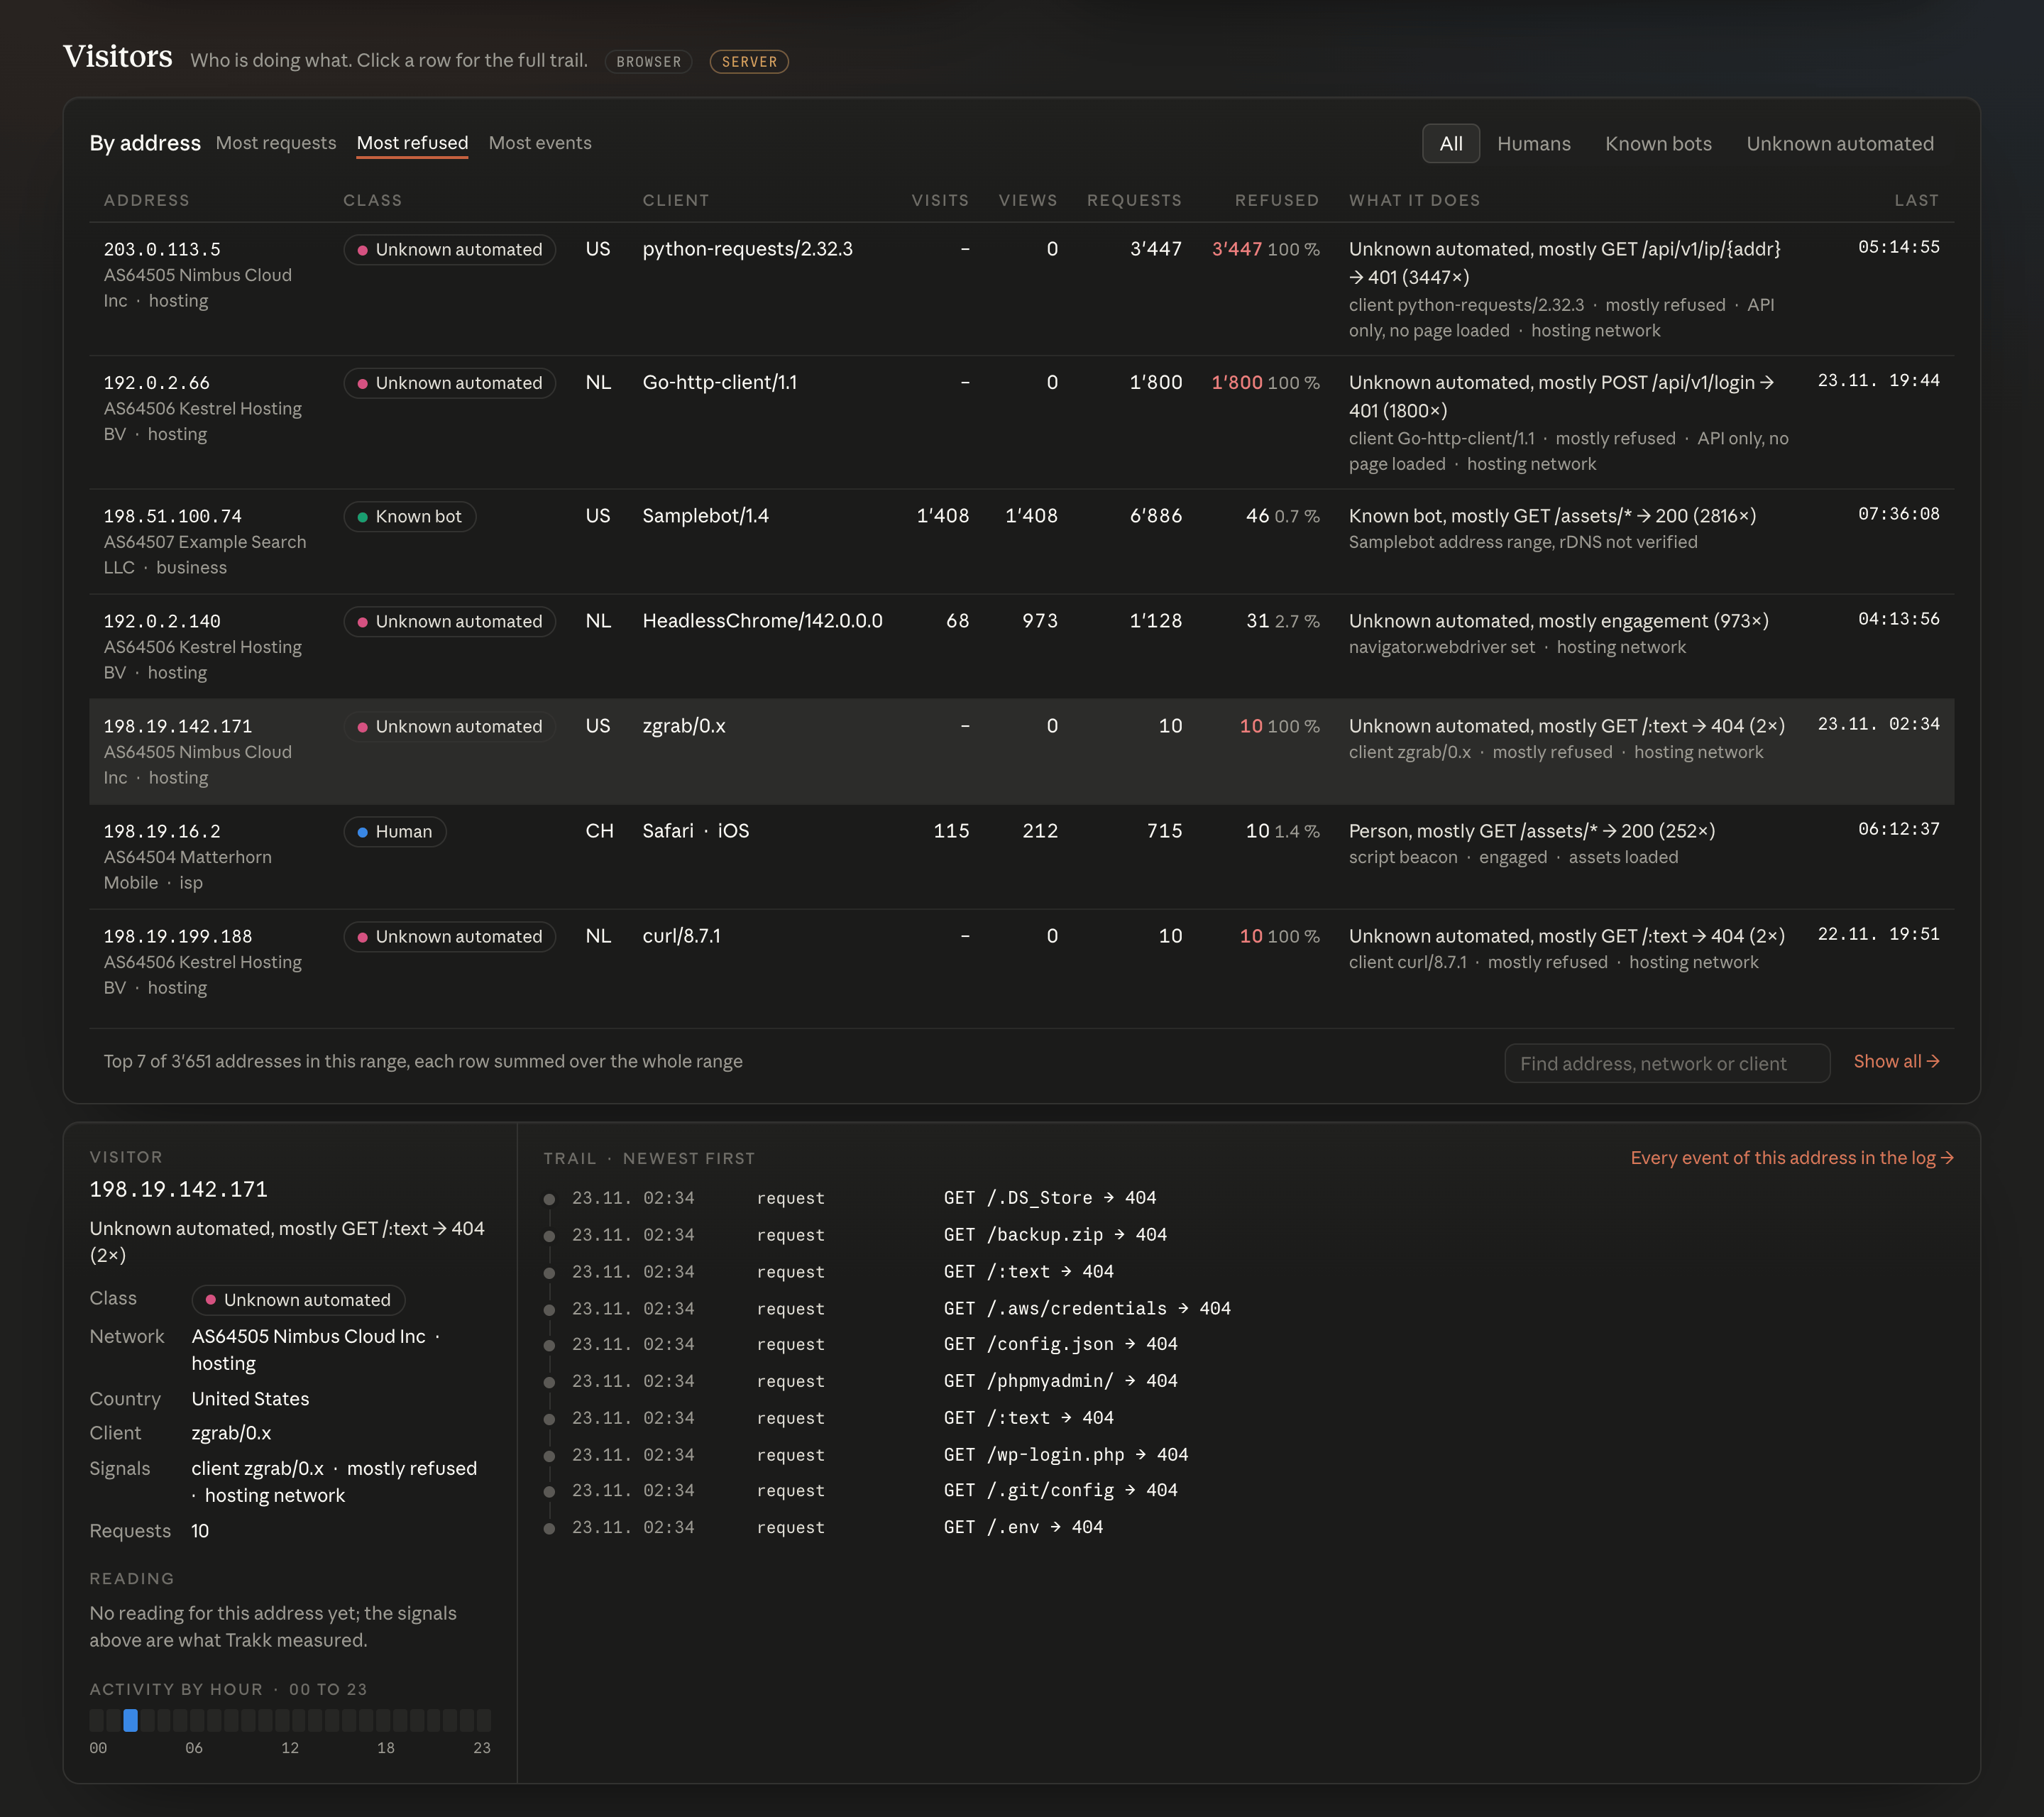 Visitors Who is doing what. Click a row for the full trail. BROWSER SERVER
By address Most requests Most refused Most events All Humans Known bots Unknown automated
ADDRESS CLASS CLIENT VISITS VIEWS REQUESTS REFUSED WHAT IT DOES LAST
203.0.113.5 Unknown automated US python-requests/2.32.3 – 0 3’447 3’447 100 % Unknown automated, mostly GET /api/v1/ip/{addr} 05:14:55
AS64505 Nimbus Cloud → 401 (3447×)
Inc · hosting client python-requests/2.32.3 · mostly refused · API
only, no page loaded · hosting network
192.0.2.66 Unknown automated NL Go-http-client/1.1 – 0 1’800 1’800 100 % Unknown automated, mostly POST /api/v1/login → 23.11. 19:44
AS64506 Kestrel Hosting 401 (1800×)
BV · hosting client Go-http-client/1.1 · mostly refused · API only, no
page loaded · hosting network
198.51.100.74 Known bot US Samplebot/1.4 1’408 1’408 6’886 46 0.7 % Known bot, mostly GET /assets/* → 200 (2816×) 07:36:08
AS64507 Example Search Samplebot address range, rDNS not verified
LLC · business
192.0.2.140 Unknown automated NL HeadlessChrome/142.0.0.0 68 973 1’128 31 2.7 % Unknown automated, mostly engagement (973×) 04:13:56
AS64506 Kestrel Hosting navigator.webdriver set · hosting network
BV · hosting
198.19.142.171 Unknown automated US zgrab/0.x – 0 10 10 100 % Unknown automated, mostly GET /:text → 404 (2×) 23.11. 02:34
AS64505 Nimbus Cloud client zgrab/0.x · mostly refused · hosting network
Inc · hosting
198.19.16.2 Human CH Safari · iOS 115 212 715 10 1.4 % Person, mostly GET /assets/* → 200 (252×) 06:12:37
AS64504 Matterhorn script beacon · engaged · assets loaded
Mobile · isp
198.19.199.188 Unknown automated NL curl/8.7.1 – 0 10 10 100 % Unknown automated, mostly GET /:text → 404 (2×) 22.11. 19:51
AS64506 Kestrel Hosting client curl/8.7.1 · mostly refused · hosting network
BV · hosting
Top 7 of 3’651 addresses in this range, each row summed over the whole range Find address, network or client Show all →
VISITOR
198.19.142.171
Unknown automated, mostly GET /:text → 404
(2×)
Class Unknown automated
Network AS64505 Nimbus Cloud Inc ·
hosting
Country United States
Client zgrab/0.x
Signals client zgrab/0.x · mostly refused
· hosting network
Requests 10
READING
No reading for this address yet; the signals
above are what Trakk measured.
ACTIVITY BY HOUR · 00 TO 23
00 06 12 18 23
TRAIL · NEWEST FIRST Every event of this address in the log →
23.11. 02:34 request GET /.DS_Store → 404
23.11. 02:34 request GET /backup.zip → 404
23.11. 02:34 request GET /:text → 404
23.11. 02:34 request GET /.aws/credentials → 404
23.11. 02:34 request GET /config.json → 404
23.11. 02:34 request GET /phpmyadmin/ → 404
23.11. 02:34 request GET /:text → 404
23.11. 02:34 request GET /wp-login.php → 404
23.11. 02:34 request GET /.git/config → 404
23.11. 02:34 request GET /.env → 404